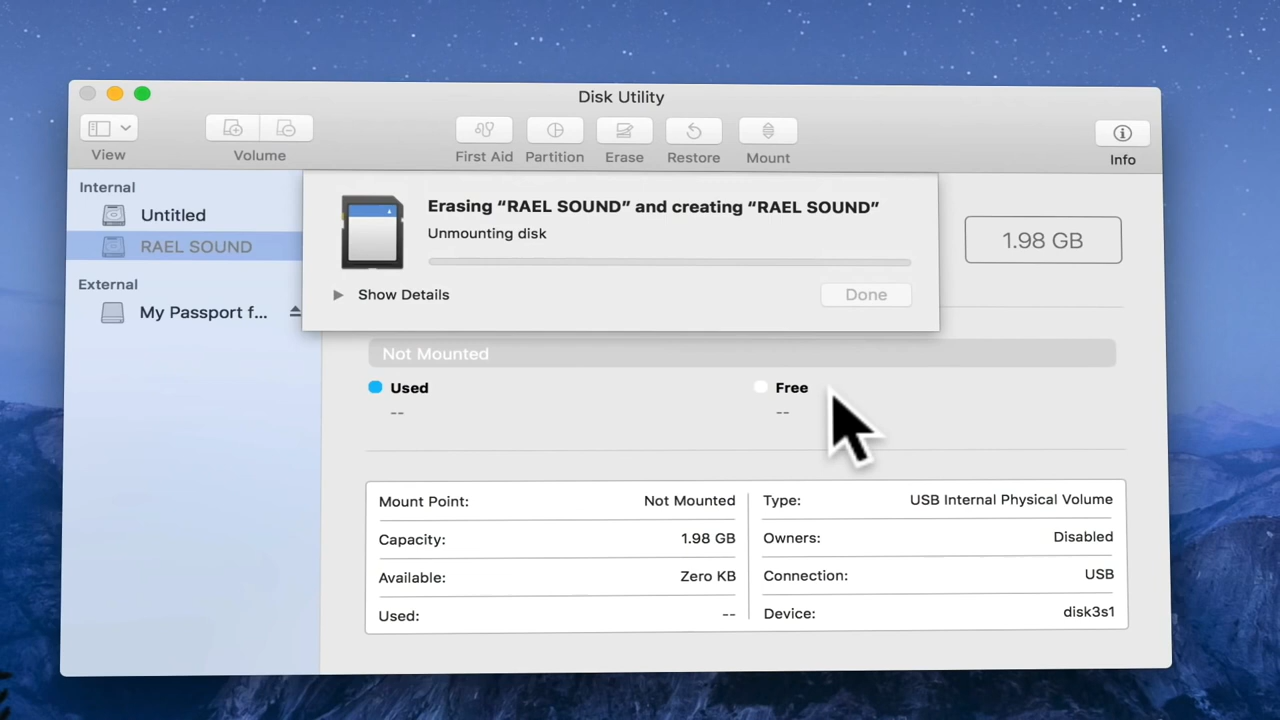 Disk Utility
View
Volume
First Aid
Partition
Erase
Restore
Mount
Info
Internal
Untitled
RAEL SOUND
External
My Passport f...
Erasing “RAEL SOUND” and creating “RAEL SOUND”
Unmounting disk
Show Details
Done
1.98 GB
Not Mounted
Used
--
Free
--
Mount Point: Not Mounted
Capacity: 1.98 GB
Available: Zero KB
Used: --
Type: USB Internal Physical Volume
Owners: Disabled
Connection: USB
Device: disk3s1